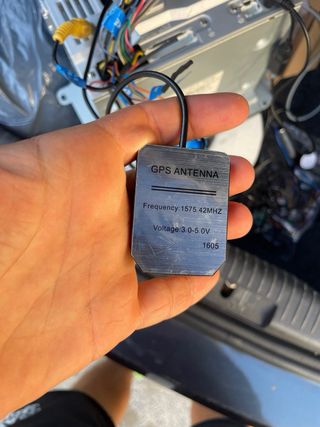 GPS ANTENNA
Frequency:1575.42MHZ
Voltage:3.0-5.0V
1605